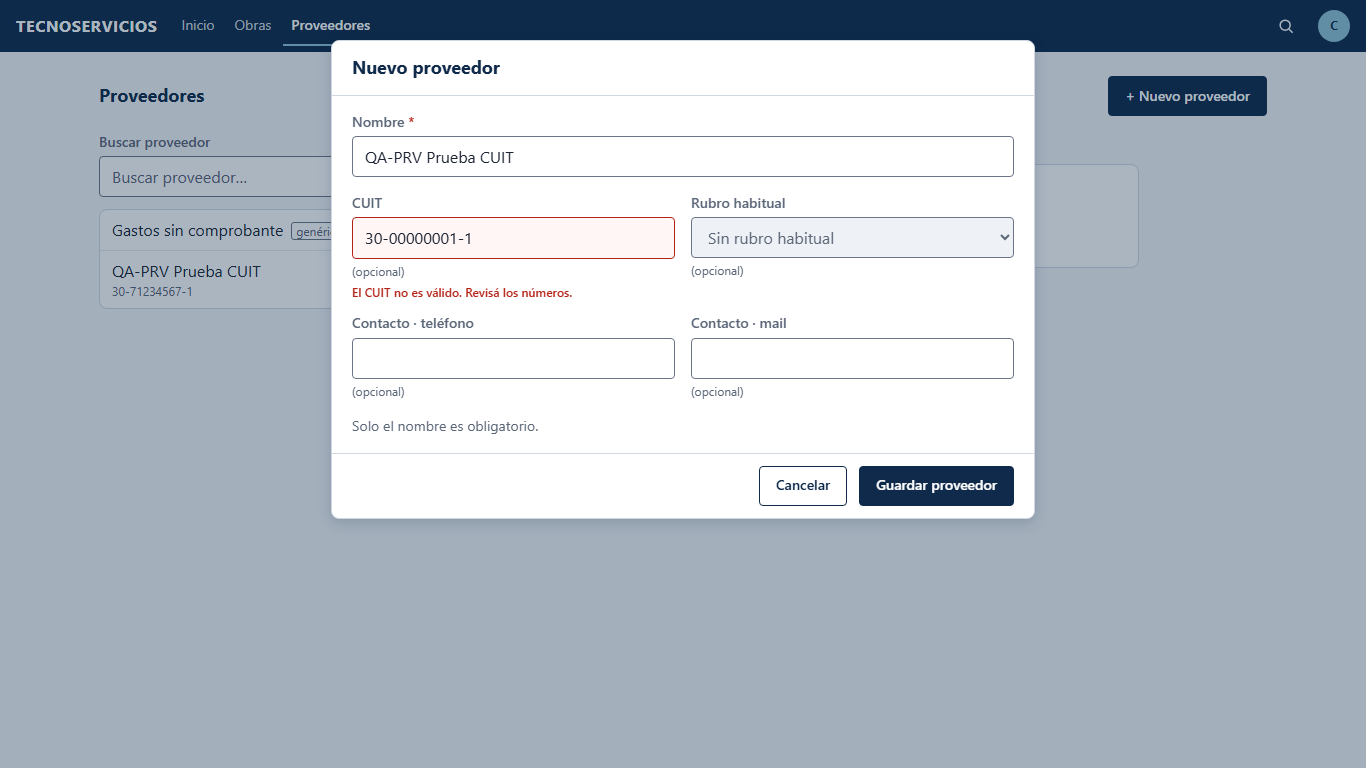 TECNOSERVICIOS Inicio Obras Proveedores C
Proveedores
+ Nuevo proveedor
Buscar proveedor
Buscar proveedor...
Gastos sin comprobante
QA-PRV Prueba CUIT
30-71234567-1
Nuevo proveedor
Nombre *
QA-PRV Prueba CUIT
CUIT
30-00000001-1
(opcional)
El CUIT no es válido. Revisá los números.
Rubro habitual
Sin rubro habitual
(opcional)
Contacto · teléfono
(opcional)
Contacto · mail
(opcional)
Solo el nombre es obligatorio.
Cancelar
Guardar proveedor